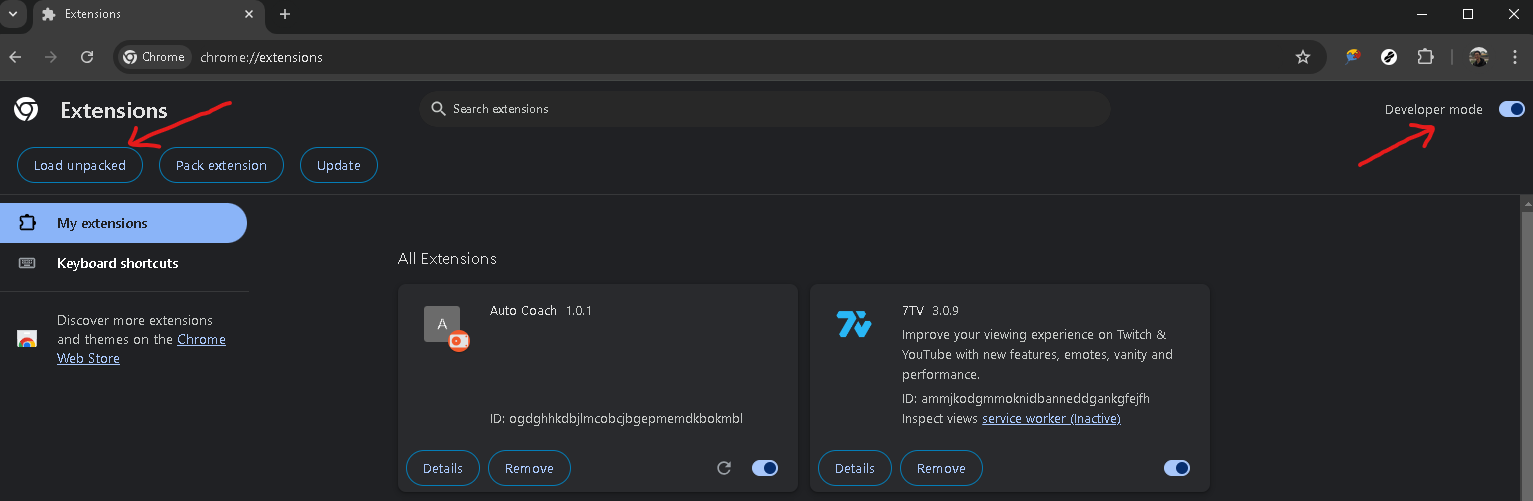 Extensions
Chrome
chrome://extensions
Extensions
Search extensions
Developer mode
Load unpacked
Pack extension
Update
My extensions
Keyboard shortcuts
Discover more extensions
and themes on the Chrome
Web Store
All Extensions
A
Auto Coach 1.0.1
ID: ogdghhkdbjlmcobcjbgepmemdkbokmbl
Details
Remove
7TV 3.0.9
Improve your viewing experience on Twitch &
YouTube with new features, emotes, vanity and
performance.
ID: ammjkodgmmoknidbanneddgankgfejfh
Inspect views service worker (Inactive)
Details
Remove